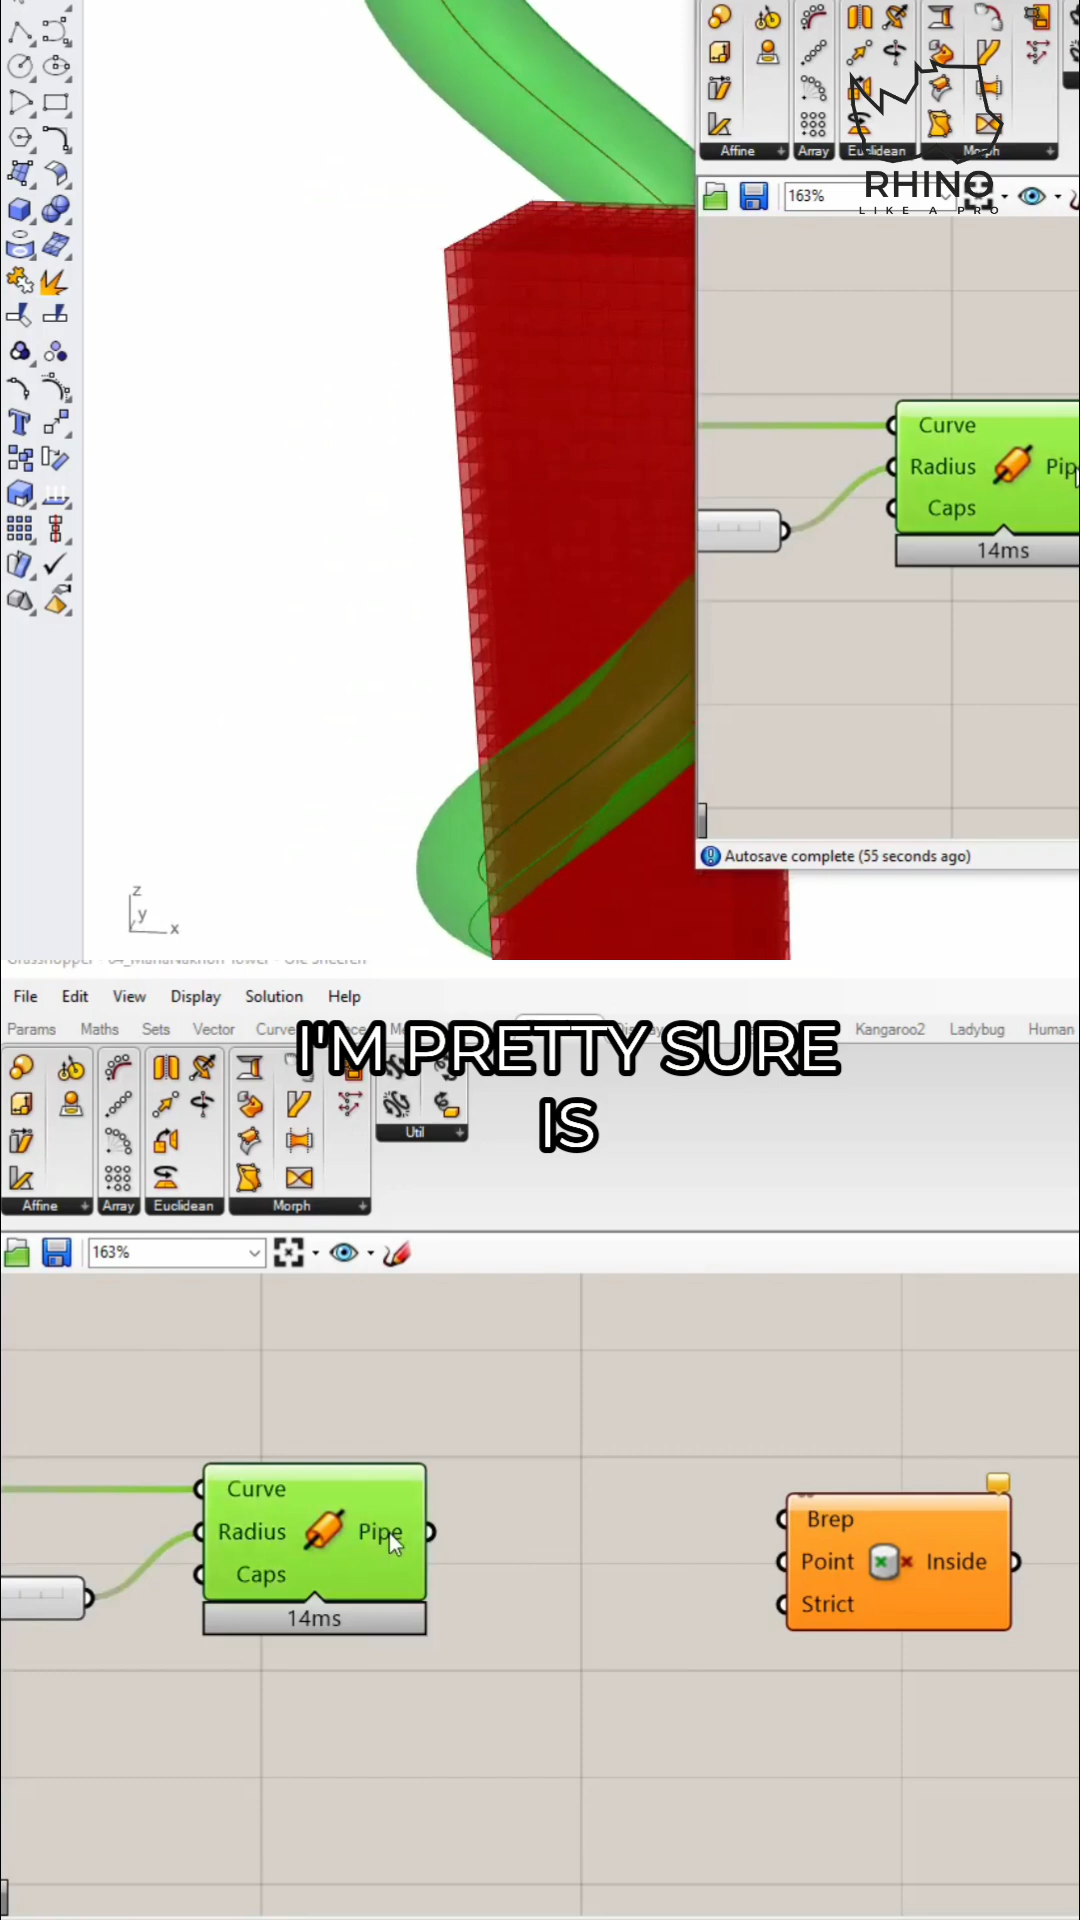 Affine
Array
Euclidean
Morph
RHINO
LIKE A PRO
163%
Curve
Radius
Pip
Caps
14ms
Autosave complete (55 seconds ago)
z
y
x
File Edit View Display Solution Help
Params Maths Sets Vector Curve Kangaroo2 Ladybug Human
I'M PRETTY SURE
IS
Util
Affine Array Euclidean Morph
163%
Curve
Radius Pipe
Caps
14ms
Brep
Point Inside
Strict